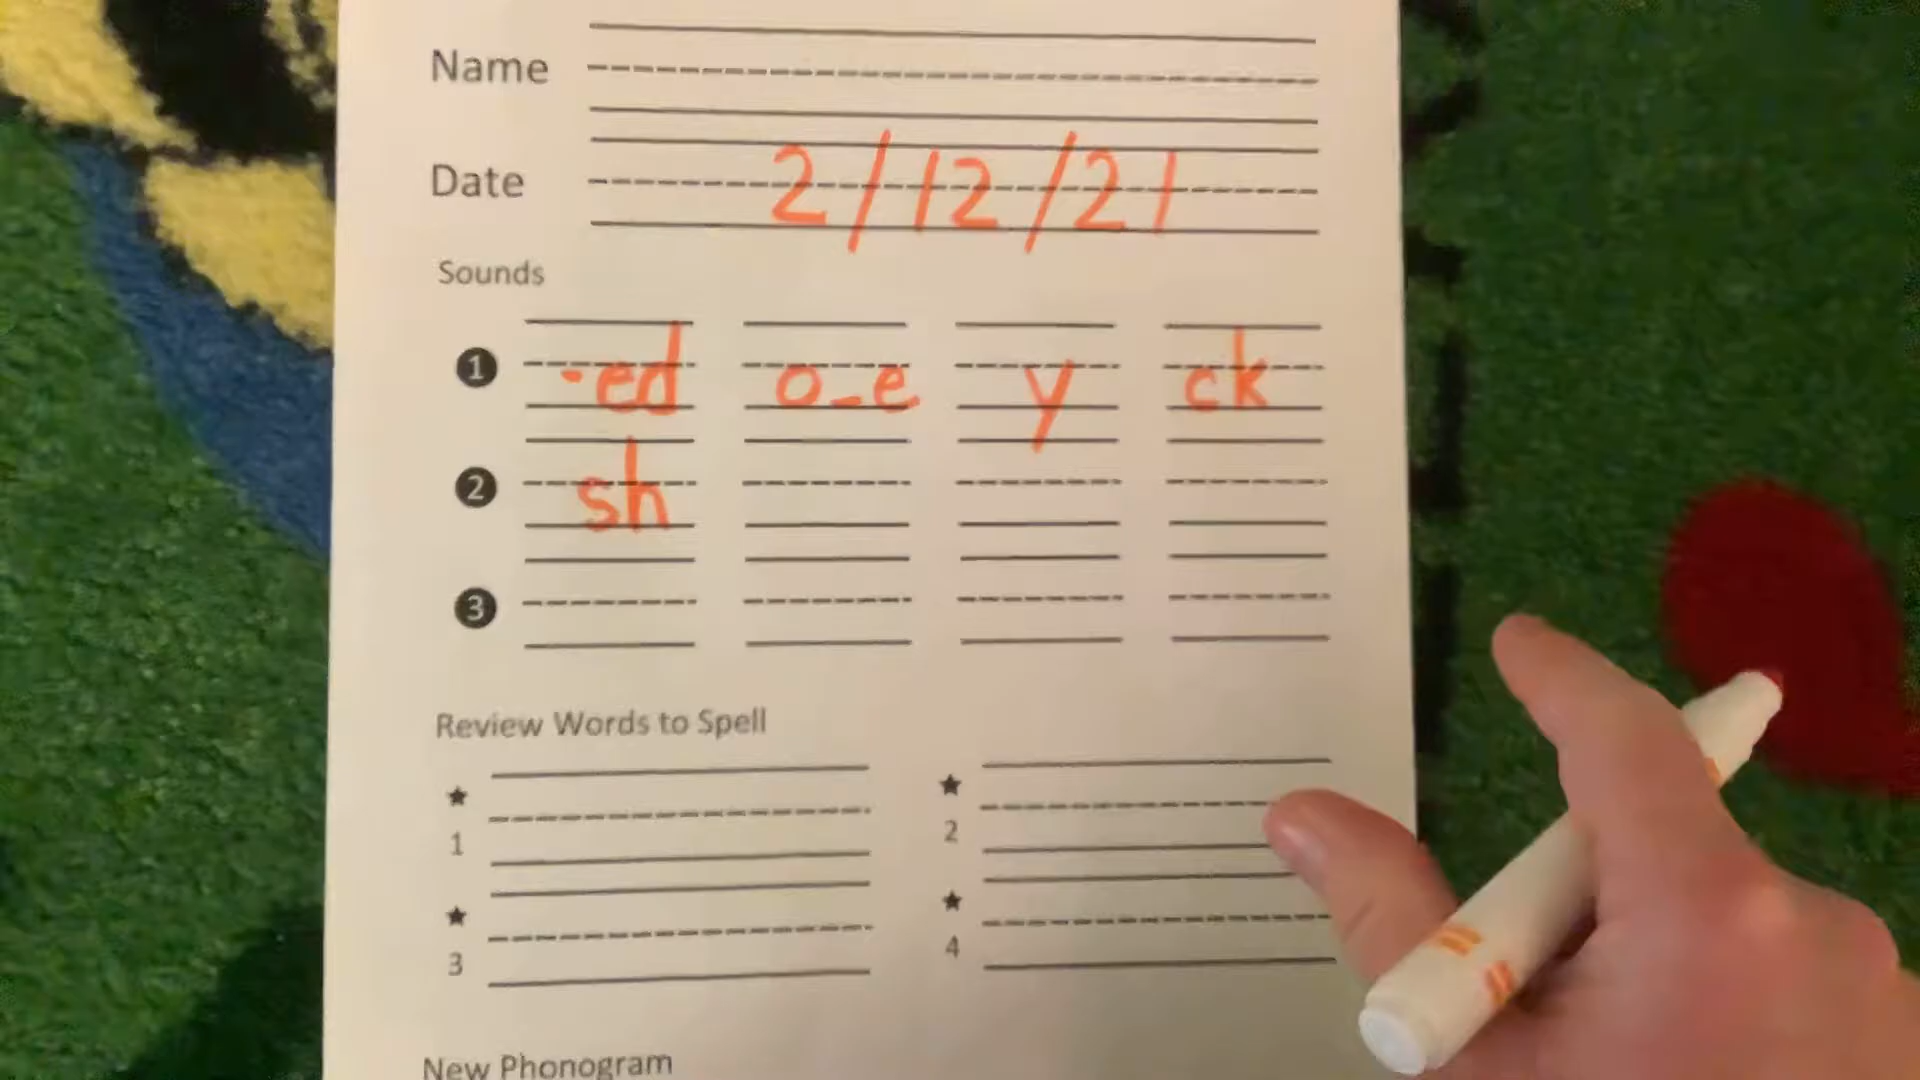 Name
Date 2/12/21
Sounds
1 -ed o_e y ck
2 sh
3
Review Words to Spell
★ 1 ★ 2
★ 3 ★ 4
New Phonogram